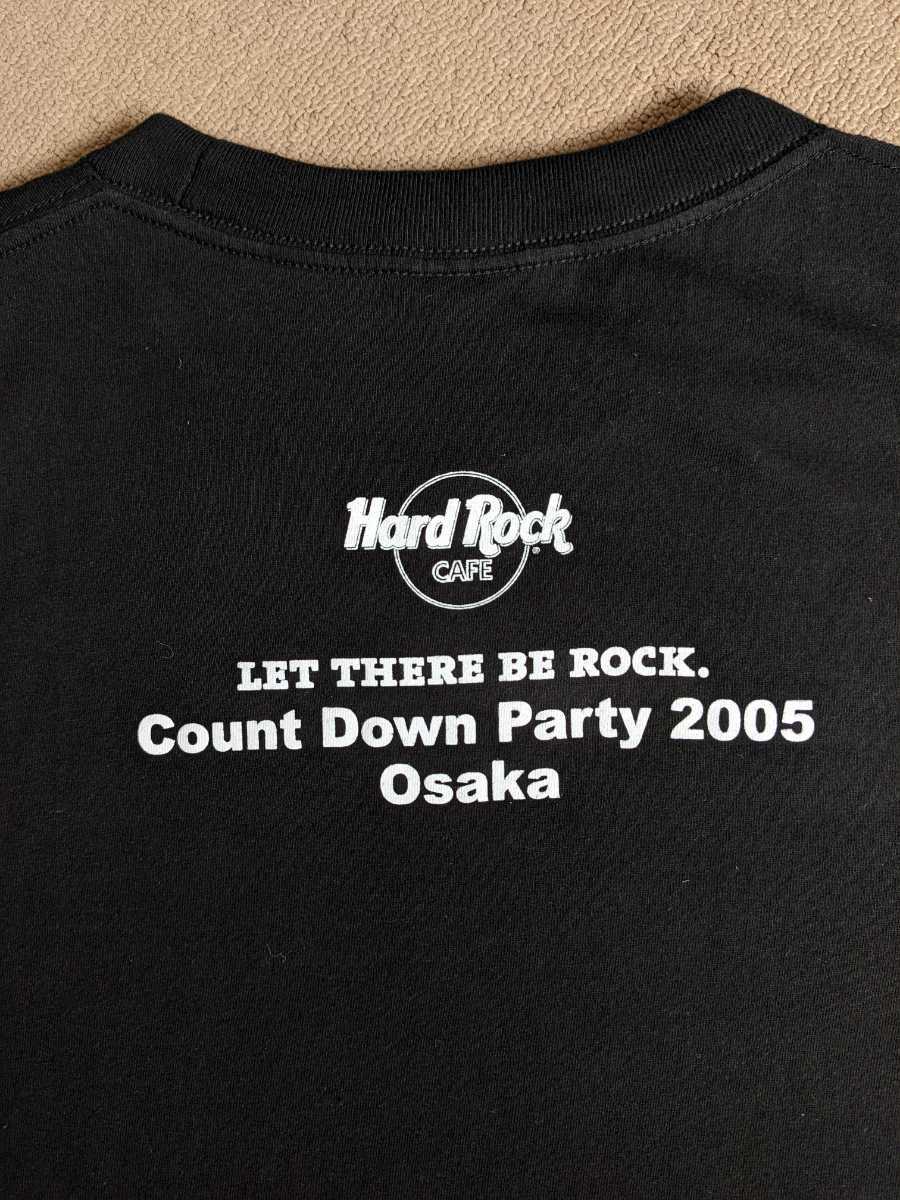 Hard Rock
CAFE
LET THERE BE ROCK.
Count Down Party 2005
Osaka